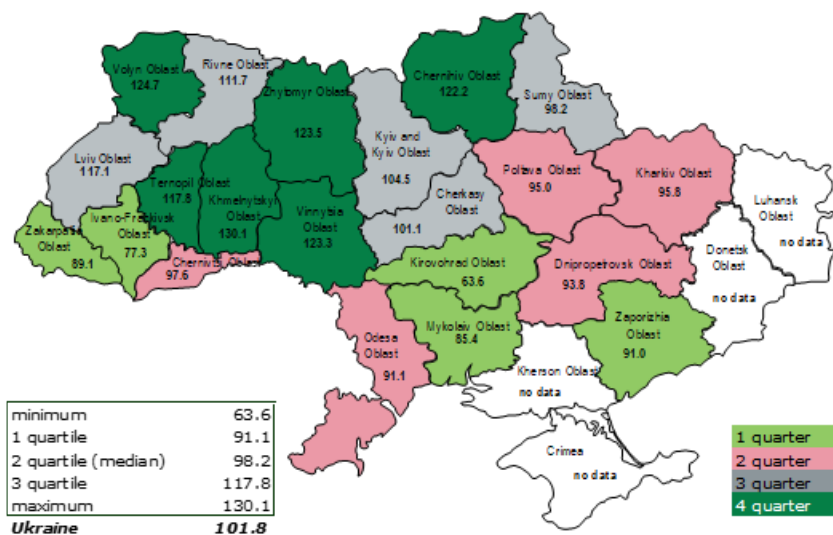 Volyn Oblast
124.7
Rivne Oblast
111.7
Zhytomyr Oblast
123.5
Chernihiv Oblast
122.2
Sumy Oblast
98.2
Kyiv and
Kyiv Oblast
104.5
Lviv Oblast
117.1
Ternopil Oblast
117.8
Khmelnytskyi
Oblast
130.1
Vinnytsia
Oblast
123.3
Cherkasy
Oblast
101.1
Poltava Oblast
95.0
Kharkiv Oblast
95.8
Luhansk
Oblast
no data
Donetsk
Oblast
no data
Zakarpattia
Oblast
89.1
Ivano-Frankivsk
Oblast
77.3
Chernivtsi Oblast
97.6
Kirovohrad Oblast
63.6
Dnipropetrovsk Oblast
93.8
Zaporizhia
Oblast
91.0
Mykolaiv Oblast
85.4
Odesa
Oblast
91.1
Kherson Oblast
no data
Crimea
no data
minimum 63.6
1 quartile 91.1
2 quartile (median) 98.2
3 quartile 117.8
maximum 130.1
Ukraine 101.8
1 quarter
2 quarter
3 quarter
4 quarter